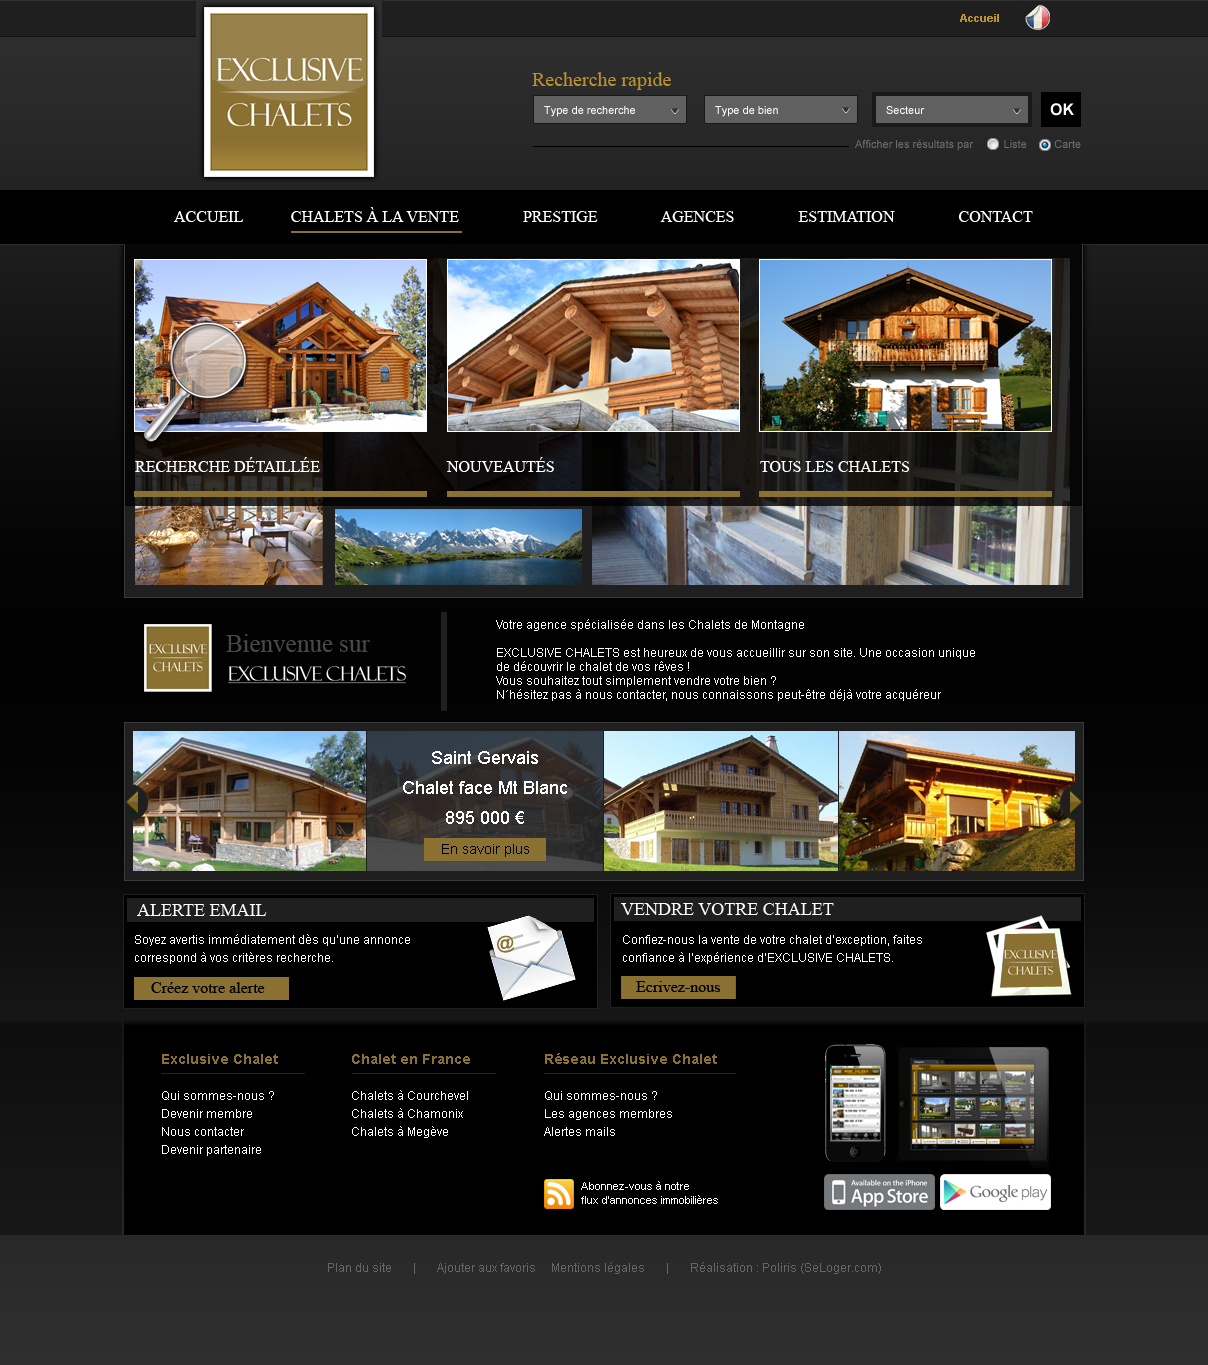 Accueil
EXCLUSIVE
CHALETS
Recherche rapide
Type de recherche
Type de bien
Secteur
OK
Afficher les résultats par
Liste
Carte
ACCUEIL
CHALETS À LA VENTE
PRESTIGE
AGENCES
ESTIMATION
CONTACT
RECHERCHE DÉTAILLÉE
NOUVEAUTÉS
TOUS LES CHALETS
EXCLUSIVE
CHALETS
Bienvenue sur
EXCLUSIVE CHALETS
Votre agence spécialisée dans les Chalets de Montagne
EXCLUSIVE CHALETS est heureux de vous accueillir sur son site. Une occasion unique
de découvrir le chalet de vos rêves !
Vous souhaitez tout simplement vendre votre bien ?
N´hésitez pas à nous contacter, nous connaissons peut-être déjà votre acquéreur
Saint Gervais
Chalet face Mt Blanc
895 000 €
En savoir plus
ALERTE EMAIL
Soyez avertis immédiatement dès qu'une annonce
correspond à vos critères recherche.
Créez votre alerte
@
VENDRE VOTRE CHALET
Confiez-nous la vente de votre chalet d'exception, faites
confiance à l'expérience d'EXCLUSIVE CHALETS.
Ecrivez-nous
EXCLUSIVE
CHALETS
Exclusive Chalet
Qui sommes-nous ?
Devenir membre
Nous contacter
Devenir partenaire
Chalet en France
Chalets à Courchevel
Chalets à Chamonix
Chalets à Megève
Réseau Exclusive Chalet
Qui sommes-nous ?
Les agences membres
Alertes mails
Abonnez-vous à notre
flux d'annonces immobilières
Available on the iPhone
App Store
Google play
Plan du site | Ajouter aux favoris Mentions légales | Réalisation : Poliris (SeLoger.com)